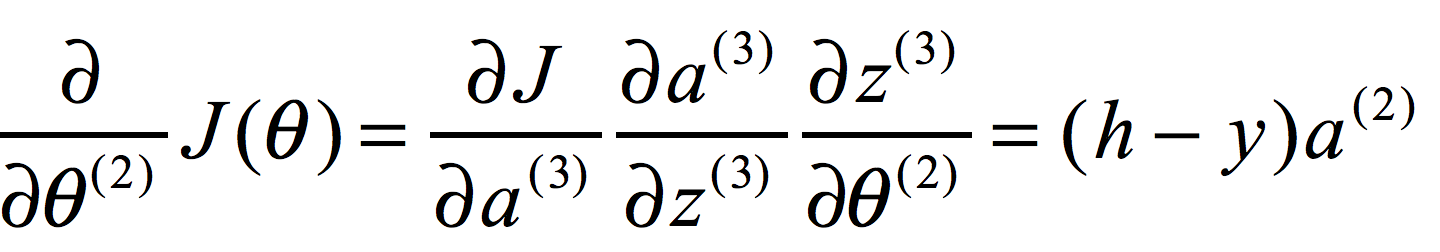 ∂/∂θ^(2) J(θ) = ∂J/∂a^(3) ∂a^(3)/∂z^(3) ∂z^(3)/∂θ^(2) = (h − y)a^(2)